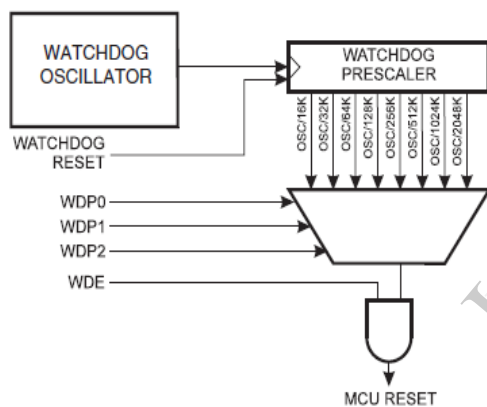 WATCHDOG
OSCILLATOR
WATCHDOG
PRESCALER
WATCHDOG
RESET
OSC/16K
OSC/32K
OSC/64K
OSC/128K
OSC/256K
OSC/512K
OSC/1024K
OSC/2048K
WDP0
WDP1
WDP2
WDE
MCU RESET